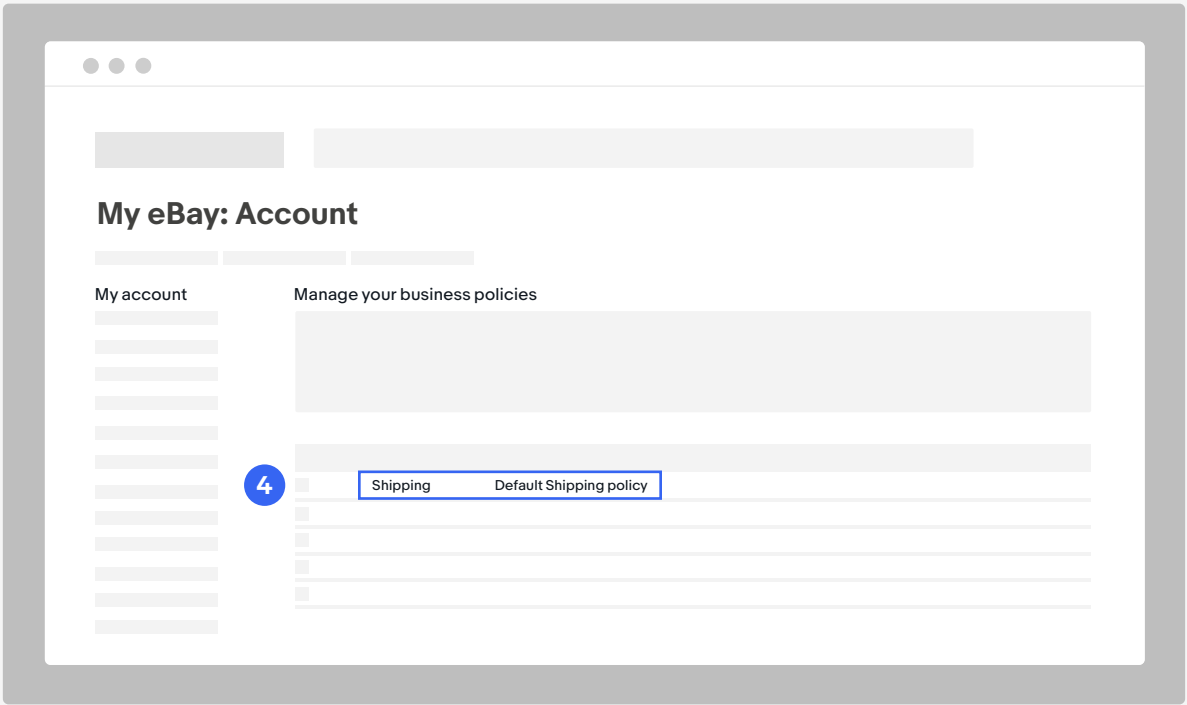 My eBay: Account
My account
Manage your business policies
4
Shipping Default Shipping policy